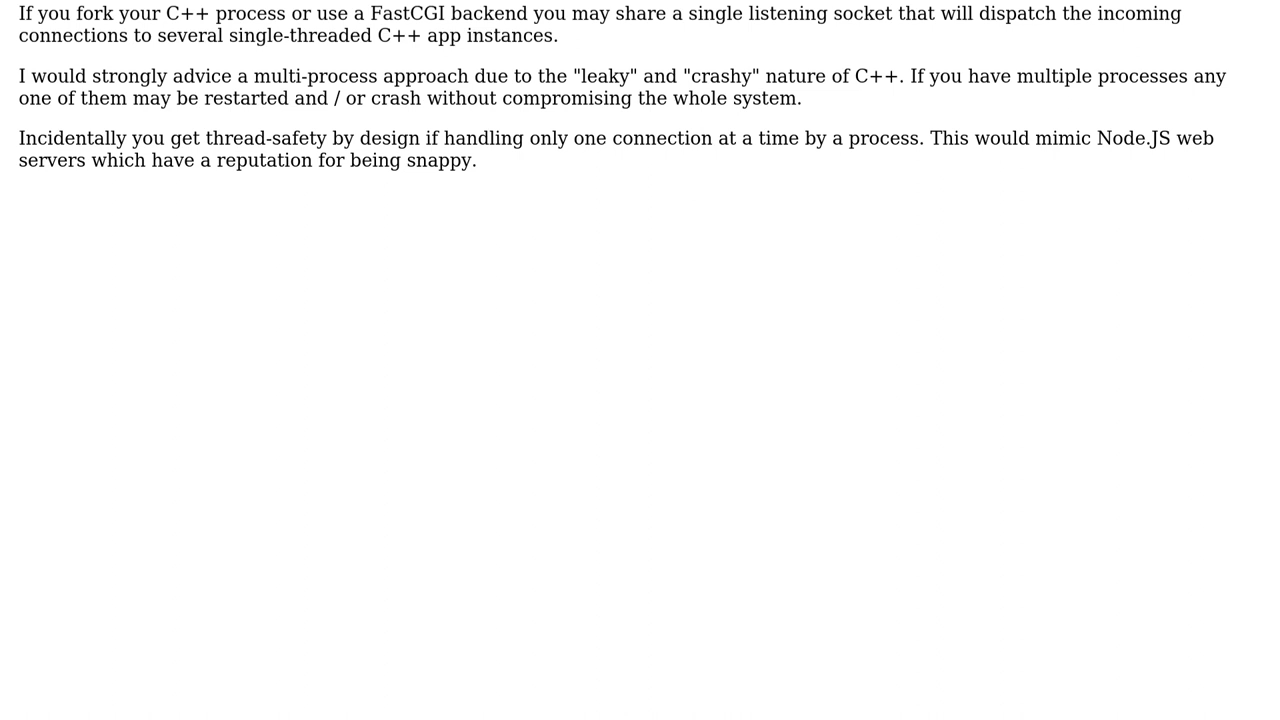 If you fork your C++ process or use a FastCGI backend you may share a single listening socket that will dispatch the incoming
connections to several single-threaded C++ app instances.
I would strongly advice a multi-process approach due to the "leaky" and "crashy" nature of C++. If you have multiple processes any
one of them may be restarted and / or crash without compromising the whole system.
Incidentally you get thread-safety by design if handling only one connection at a time by a process. This would mimic Node.JS web
servers which have a reputation for being snappy.